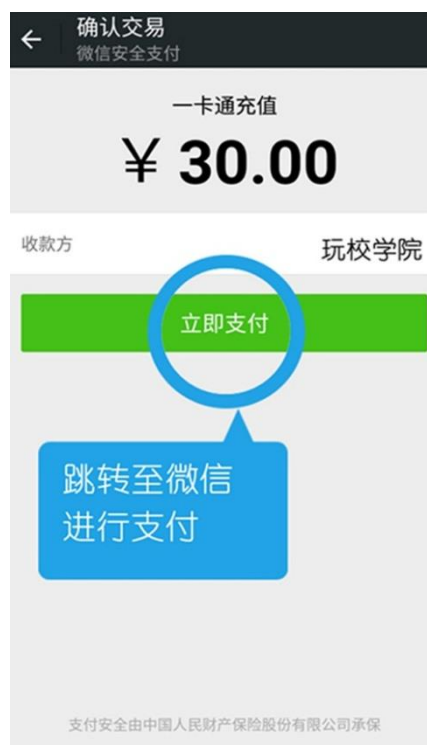 确认交易
微信安全支付
一卡通充值
¥ 30.00
收款方 玩校学院
立即支付
跳转至微信
进行支付
支付安全由中国人民财产保险股份有限公司承保